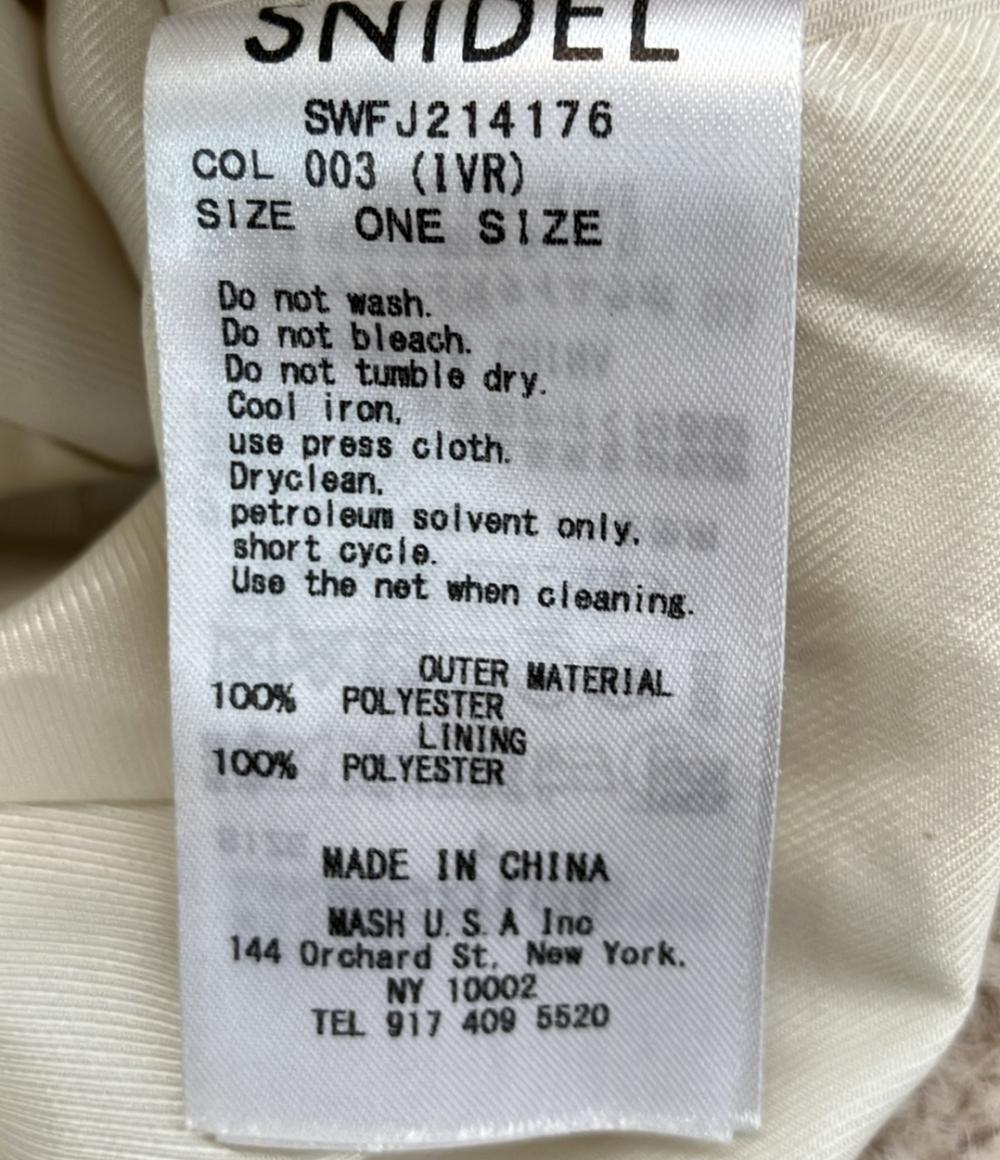 SNIDEL
SWFJ214176
COL 003 (IVR)
SIZE ONE SIZE
Do not wash.
Do not bleach.
Do not tumble dry.
Cool iron,
use press cloth.
Dryclean,
petroleum solvent only,
short cycle.
Use the net when cleaning.
OUTER MATERIAL
100% POLYESTER
LINING
100% POLYESTER
MADE IN CHINA
MASH U.S.A Inc
144 Orchard St, New York.
NY 10002
TEL 917 409 5520